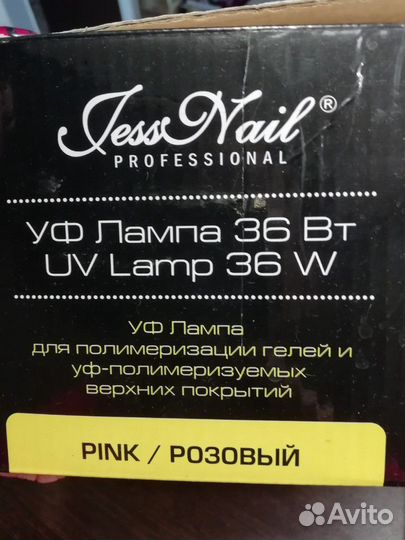 JessNail ®
PROFESSIONAL
УФ Лампа 36 Вт
UV Lamp 36 W
УФ Лампа
для полимеризации гелей и
уф-полимеризуемых
верхних покрытий
PINK / РОЗОВЫЙ
Avito